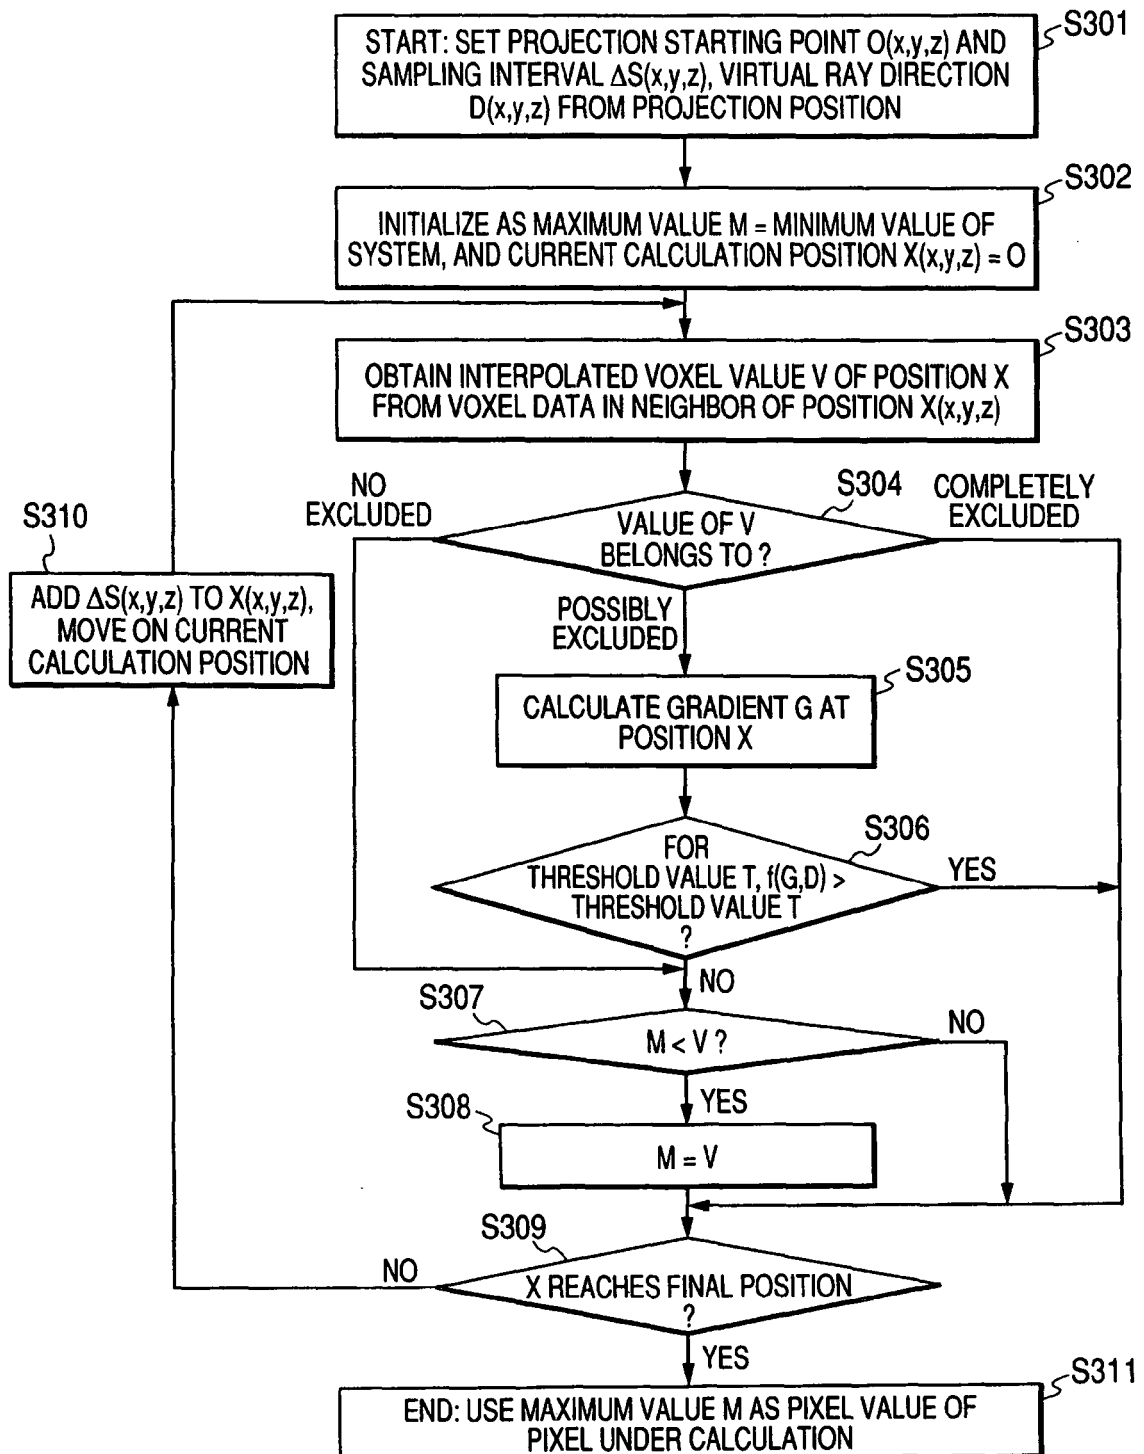 S301
START: SET PROJECTION STARTING POINT O(x,y,z) AND
SAMPLING INTERVAL ΔS(x,y,z), VIRTUAL RAY DIRECTION
D(x,y,z) FROM PROJECTION POSITION
S302
INITIALIZE AS MAXIMUM VALUE M = MINIMUM VALUE OF
SYSTEM, AND CURRENT CALCULATION POSITION X(x,y,z) = O
S303
OBTAIN INTERPOLATED VOXEL VALUE V OF POSITION X
FROM VOXEL DATA IN NEIGHBOR OF POSITION X(x,y,z)
S304
NO
EXCLUDED
COMPLETELY
EXCLUDED
VALUE OF V
BELONGS TO ?
S310
ADD ΔS(x,y,z) TO X(x,y,z),
MOVE ON CURRENT
CALCULATION POSITION
POSSIBLY
EXCLUDED
S305
CALCULATE GRADIENT G AT
POSITION X
S306
FOR
THRESHOLD VALUE T, f(G,D) >
THRESHOLD VALUE T
?
YES
NO
S307
M < V ?
NO
YES
S308
M = V
S309
X REACHES FINAL POSITION
?
NO
YES
S311
END: USE MAXIMUM VALUE M AS PIXEL VALUE OF
PIXEL UNDER CALCULATION